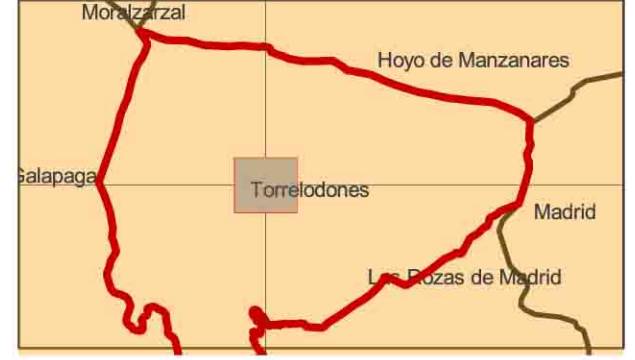 Moralzarzal
Hoyo de Manzanares
Galapaga
Torrelodones
Madrid
Las Rozas de Madrid